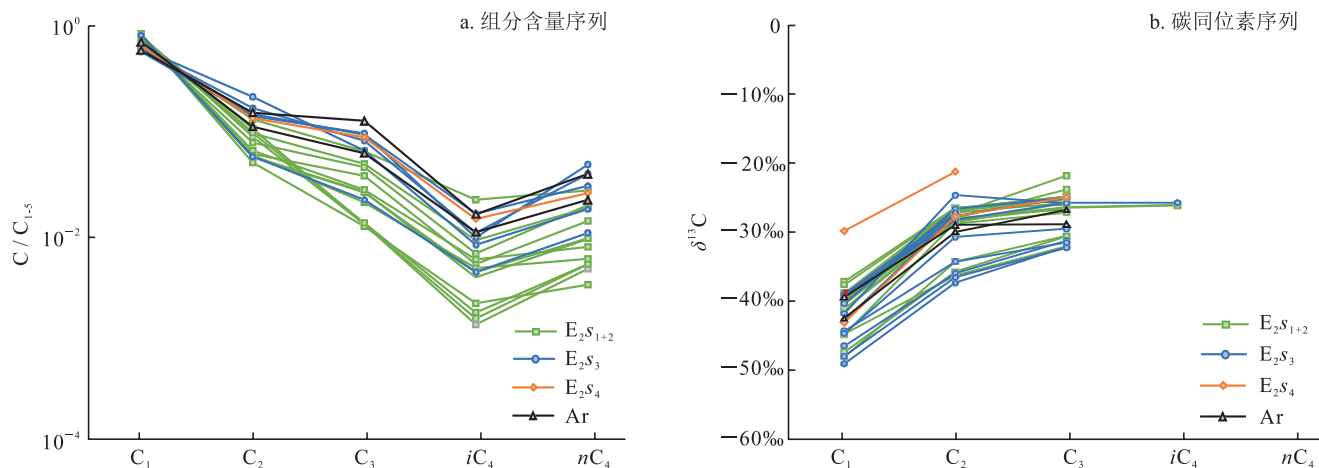 a. 组分含量序列
10⁰
10⁻²
10⁻⁴
C / C₁₋₅
C₁ C₂ C₃ iC₄ nC₄
E₂s₁₊₂
E₂s₃
E₂s₄
Ar
b. 碳同位素序列
0
−10‰
−20‰
−30‰
−40‰
−50‰
−60‰
δ¹³C
C₁ C₂ C₃ iC₄ nC₄
E₂s₁₊₂
E₂s₃
E₂s₄
Ar